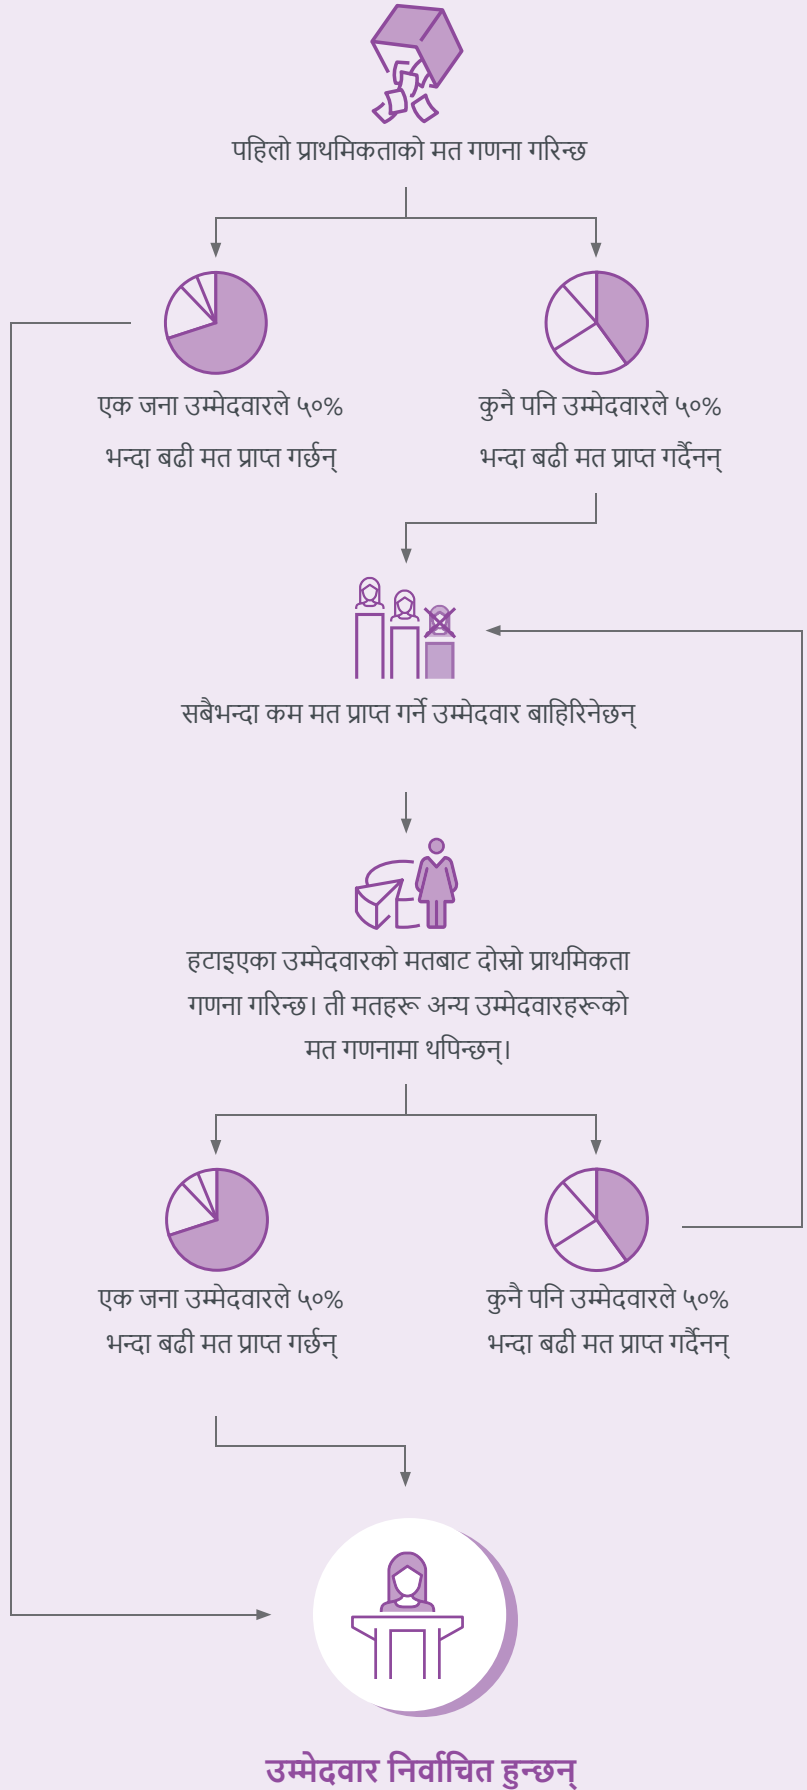 पहिलो प्राथमिकताको मत गणना गरिन्छ
एक जना उम्मेदवारले ५०%
भन्दा बढी मत प्राप्त गर्छन्
कुनै पनि उम्मेदवारले ५०%
भन्दा बढी मत प्राप्त गर्दैनन्
सबैभन्दा कम मत प्राप्त गर्ने उम्मेदवार बाहिरिनेछन्
हटाइएका उम्मेदवारको मतबाट दोस्रो प्राथमिकता
गणना गरिन्छ। ती मतहरू अन्य उम्मेदवारहरूको
मत गणनामा थपिन्छन्।
एक जना उम्मेदवारले ५०%
भन्दा बढी मत प्राप्त गर्छन्
कुनै पनि उम्मेदवारले ५०%
भन्दा बढी मत प्राप्त गर्दैनन्
उम्मेदवार निर्वाचित हुन्छन्